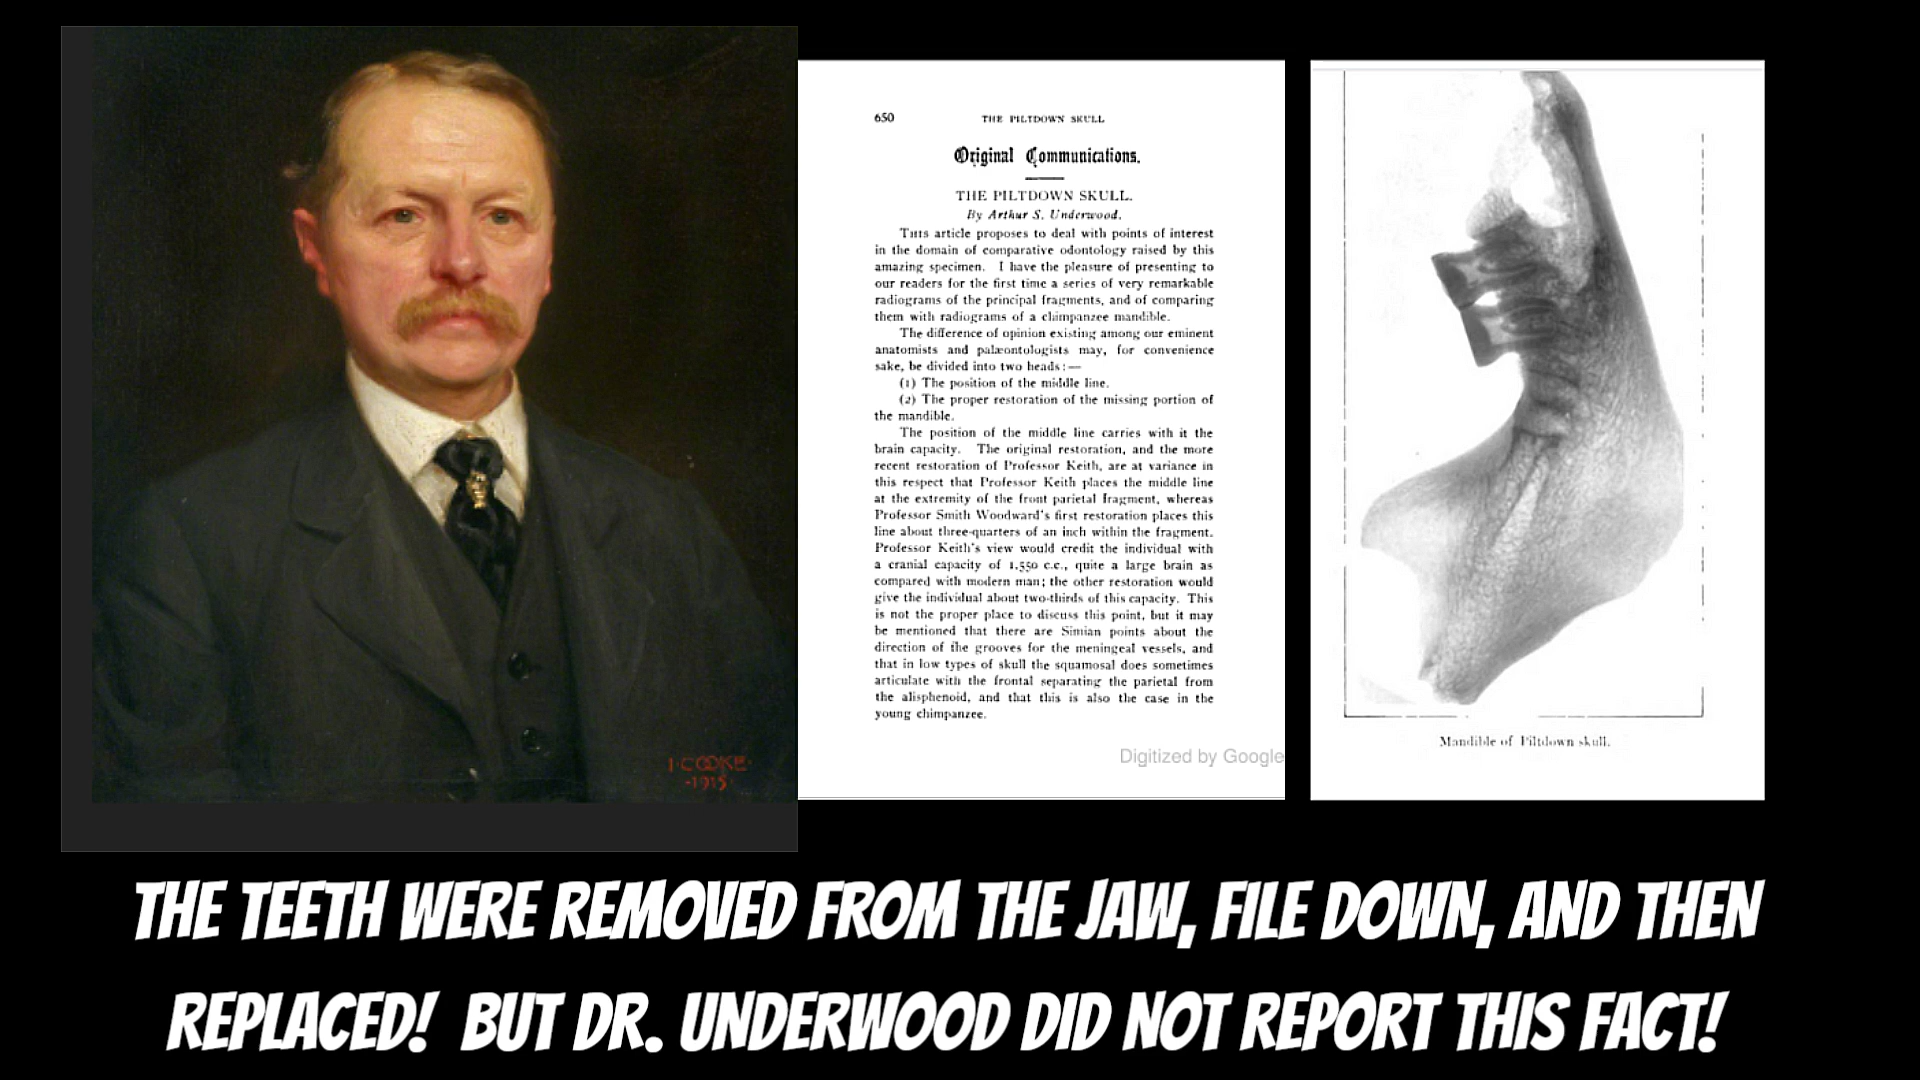 I·COOKE·
·1915·
650 THE PILTDOWN SKULL
Original Communications.
THE PILTDOWN SKULL.
By Arthur S. Underwood.
THIS article proposes to deal with points of interest
in the domain of comparative odontology raised by this
amazing specimen. I have the pleasure of presenting to
our readers for the first time a series of very remarkable
radiograms of the principal fragments, and of comparing
them with radiograms of a chimpanzee mandible.
The difference of opinion existing among our eminent
anatomists and palæontologists may, for convenience
sake, be divided into two heads:—
(1) The position of the middle line.
(2) The proper restoration of the missing portion of
the mandible.
The position of the middle line carries with it the
brain capacity. The original restoration, and the more
recent restoration of Professor Keith, are at variance in
this respect that Professor Keith places the middle line
at the extremity of the front parietal fragment, whereas
Professor Smith Woodward's first restoration places this
line about three-quarters of an inch within the fragment.
Professor Keith's view would credit the individual with
a cranial capacity of 1,550 c.c., quite a large brain as
compared with modern man; the other restoration would
give the individual about two-thirds of this capacity. This
is not the proper place to discuss this point, but it may
be mentioned that there are Simian points about the
direction of the grooves for the meningeal vessels, and
that in low types of skull the squamosal does sometimes
articulate with the frontal separating the parietal from
the alisphenoid, and that this is also the case in the
young chimpanzee.
Digitized by Google
Mandible of Piltdown skull.
THE TEETH WERE REMOVED FROM THE JAW, FILE DOWN, AND THEN
REPLACED! BUT DR. UNDERWOOD DID NOT REPORT THIS FACT!